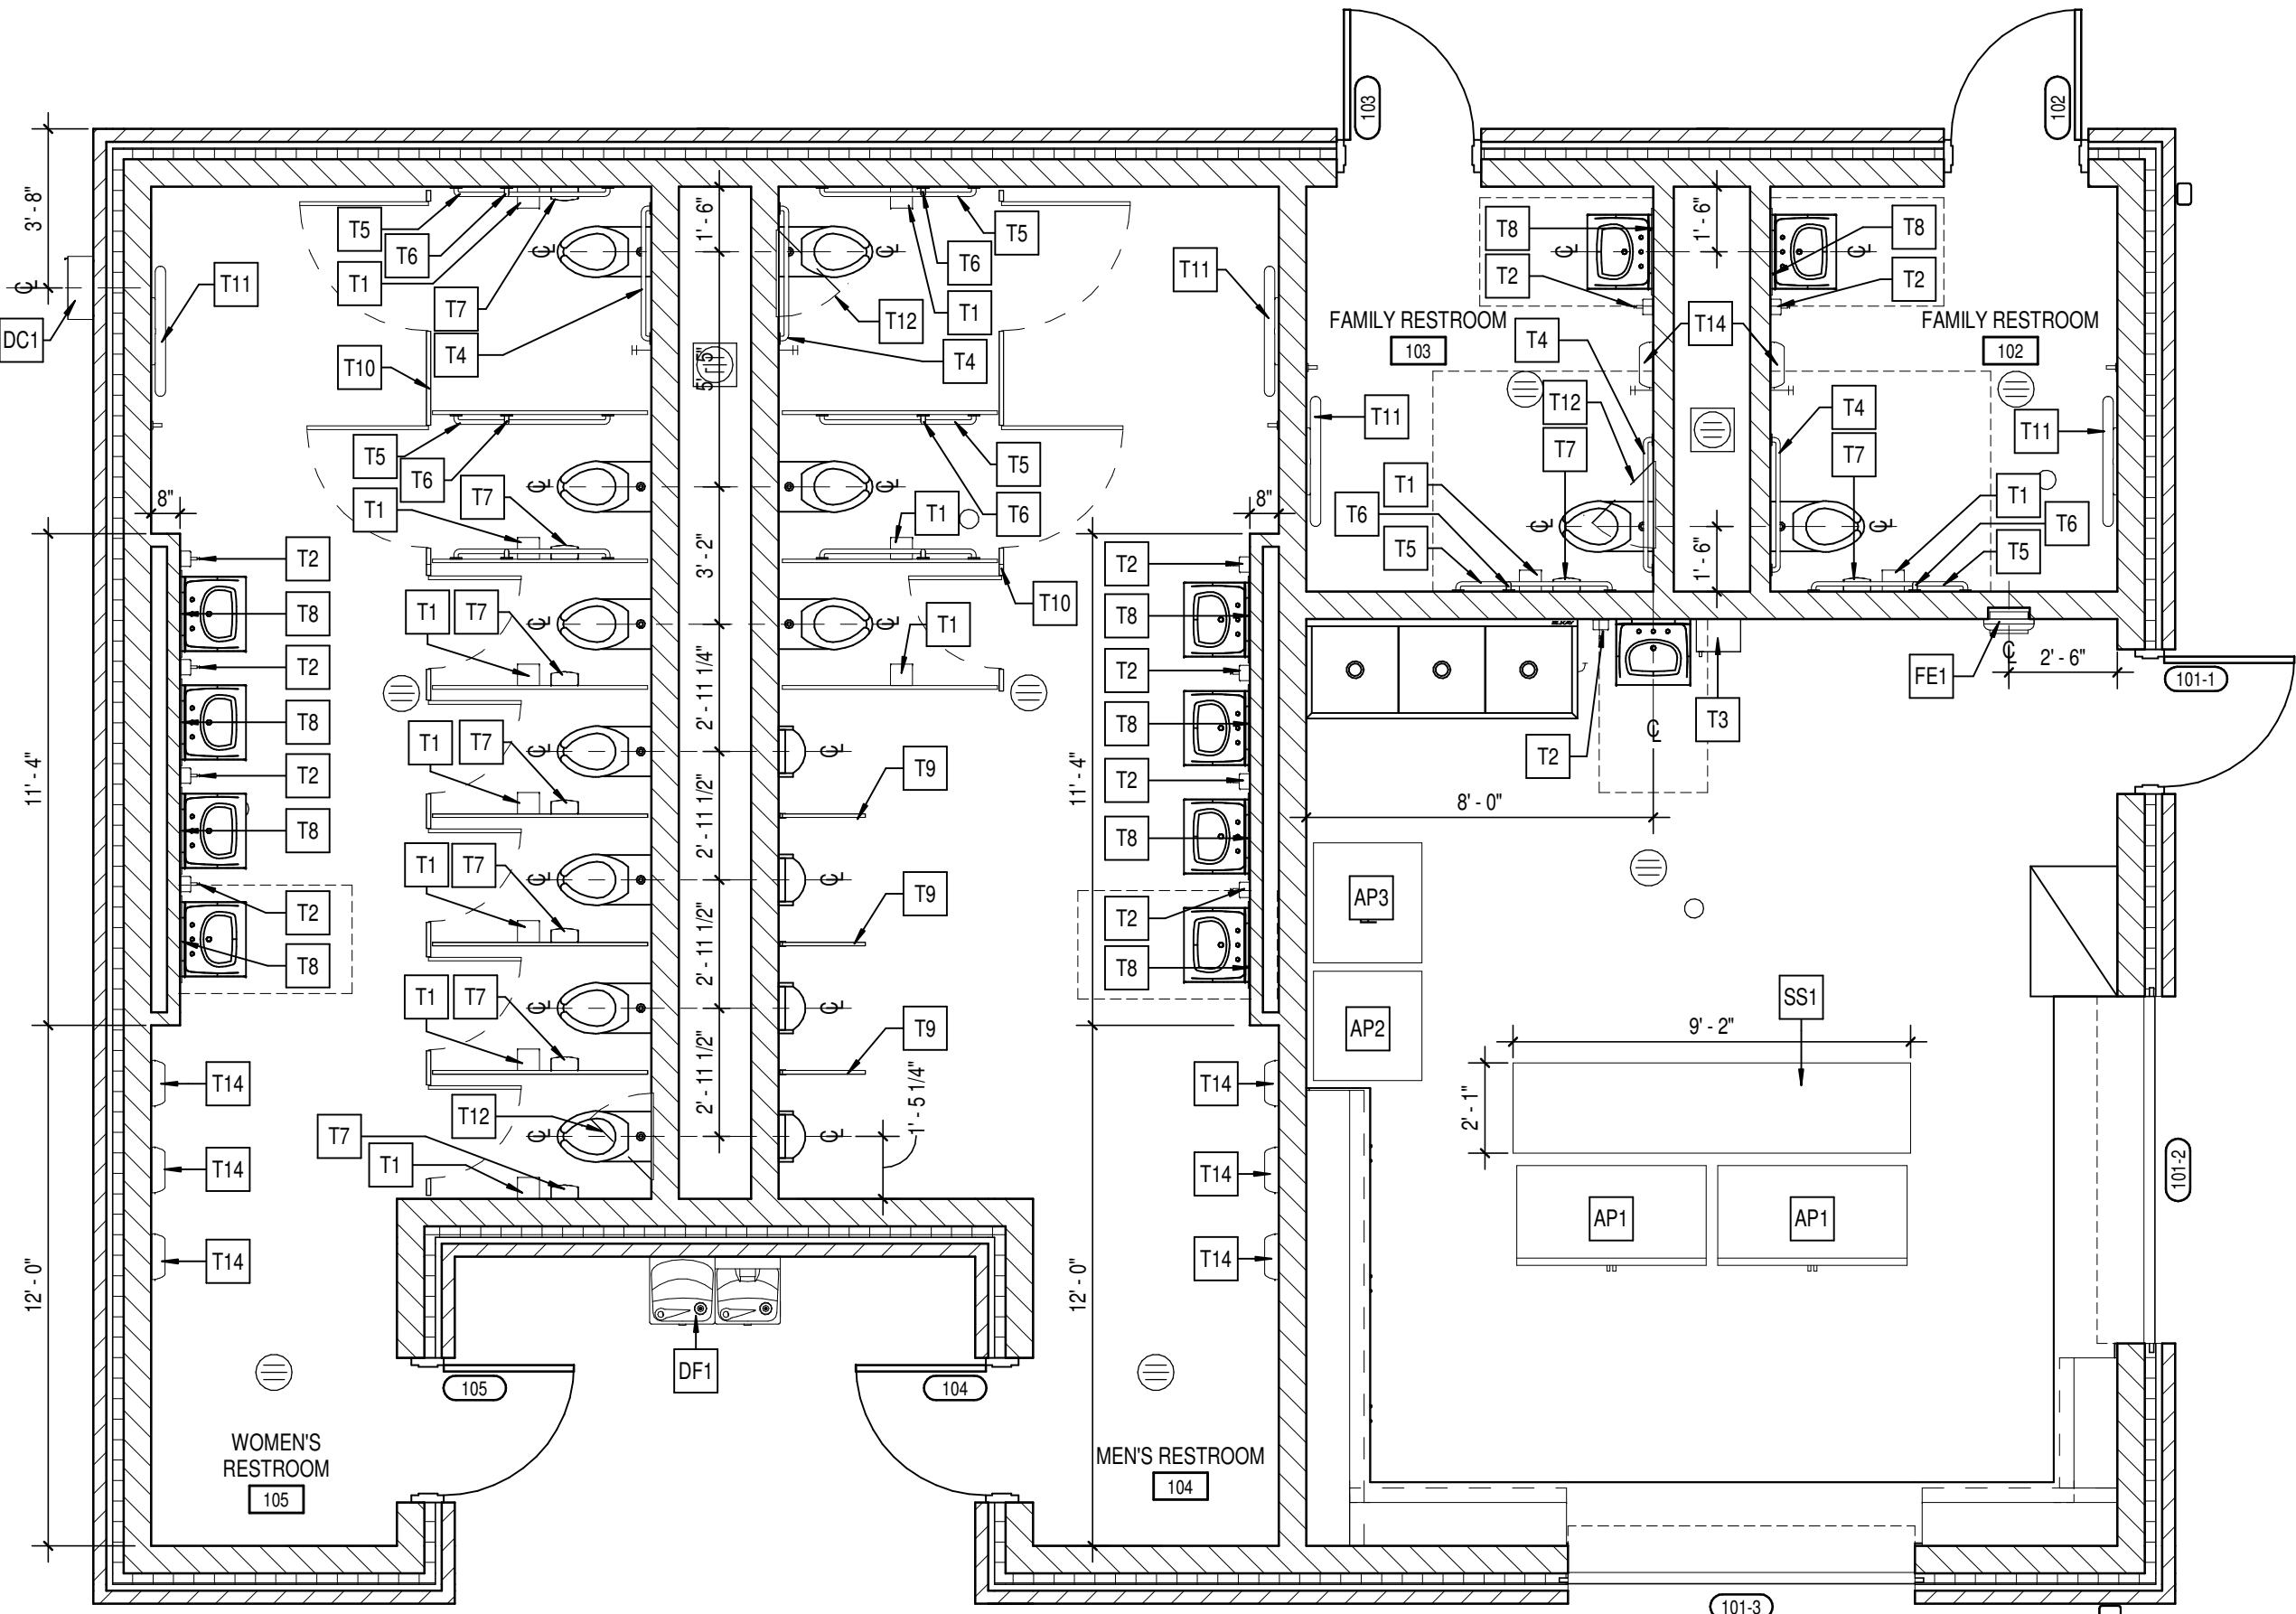 103
102
3' - 8"
1' - 6"
1' - 6"
T5
T6
T1
T7
T4
T5
T6
T1
T12
T4
T11
T11
T8
T2
T8
T2
DC1
CL
T10
5' - 5"
FAMILY RESTROOM
103
T14
FAMILY RESTROOM
102
T4
T12
T7
T11
T4
T7
T11
T5
T6
T7
T1
T5
T6
T1
T1
T6
T5
T1
T6
T5
8"
8"
3' - 2"
1' - 6"
T2
T8
T2
T8
T2
T8
T2
T8
T1
T7
T10
T1
T2
T8
T2
T8
T2
T8
T2
T8
T2
T3
FE1
CL
2' - 6"
101-1
11' - 4"
2' - 11 1/4"
11' - 4"
T1
T7
T9
8' - 0"
2' - 11 1/2"
T1
T7
T9
AP3
2' - 11 1/2"
T1
T7
T9
AP2
SS1
9' - 2"
2' - 1"
2' - 11 1/2"
1' - 5 1/4"
T14
T14
T14
T12
T7
T1
T14
T14
T14
AP1
AP1
101-2
12' - 0"
12' - 0"
DF1
105
104
WOMEN'S
RESTROOM
105
MEN'S RESTROOM
104
101-3